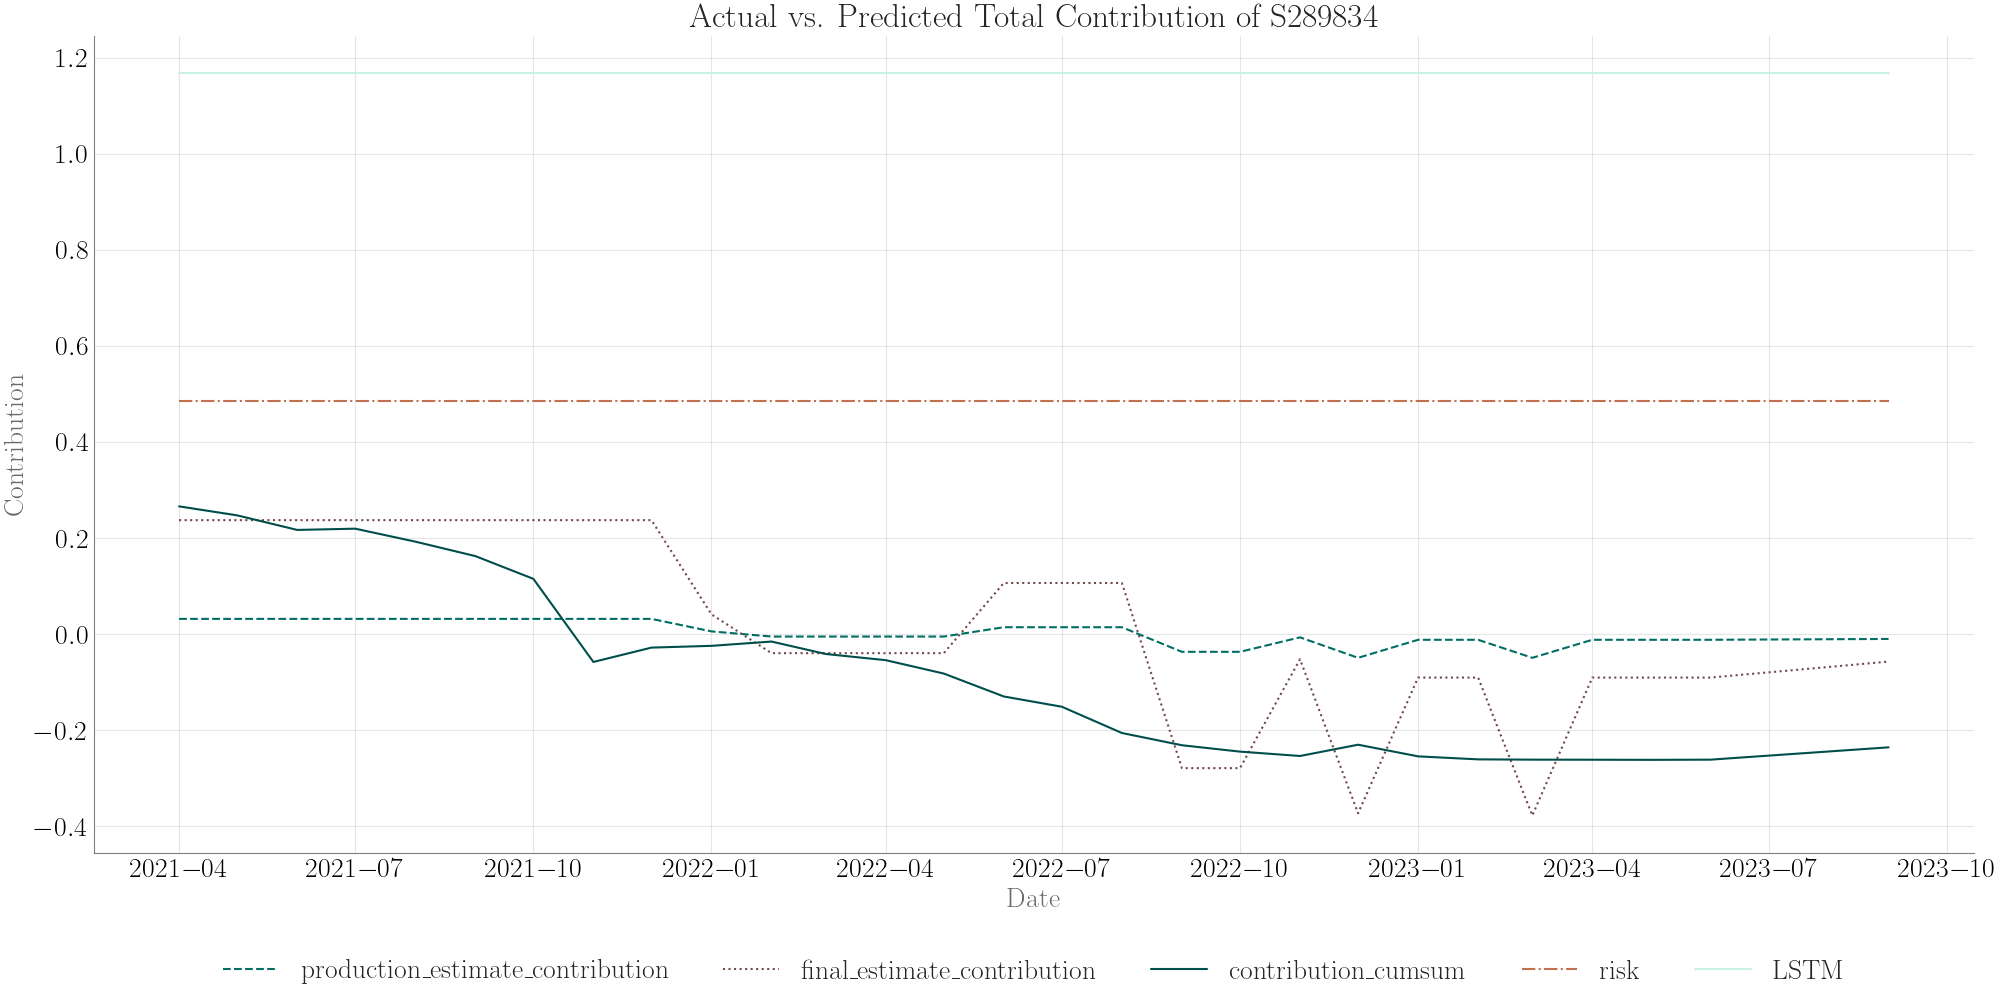 Actual vs. Predicted Total Contribution of S289834
1.2
1.0
0.8
0.6
0.4
0.2
0.0
−0.2
−0.4
Contribution
2021−04 2021−07 2021−10 2022−01 2022−04 2022−07 2022−10 2023−01 2023−04 2023−07 2023−10
Date
production_estimate_contribution final_estimate_contribution contribution_cumsum risk LSTM